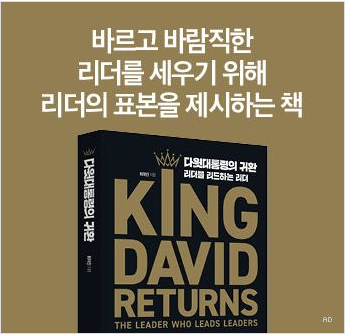 바르고 바람직한
리더를 세우기 위해
리더의 표본을 제시하는 책
다윗대통령의 귀환
다윗대통령의 귀환
리더를 리드하는 리더
KING
DAVID
RETURNS
THE LEADER WHO LEADS LEADERS
AD